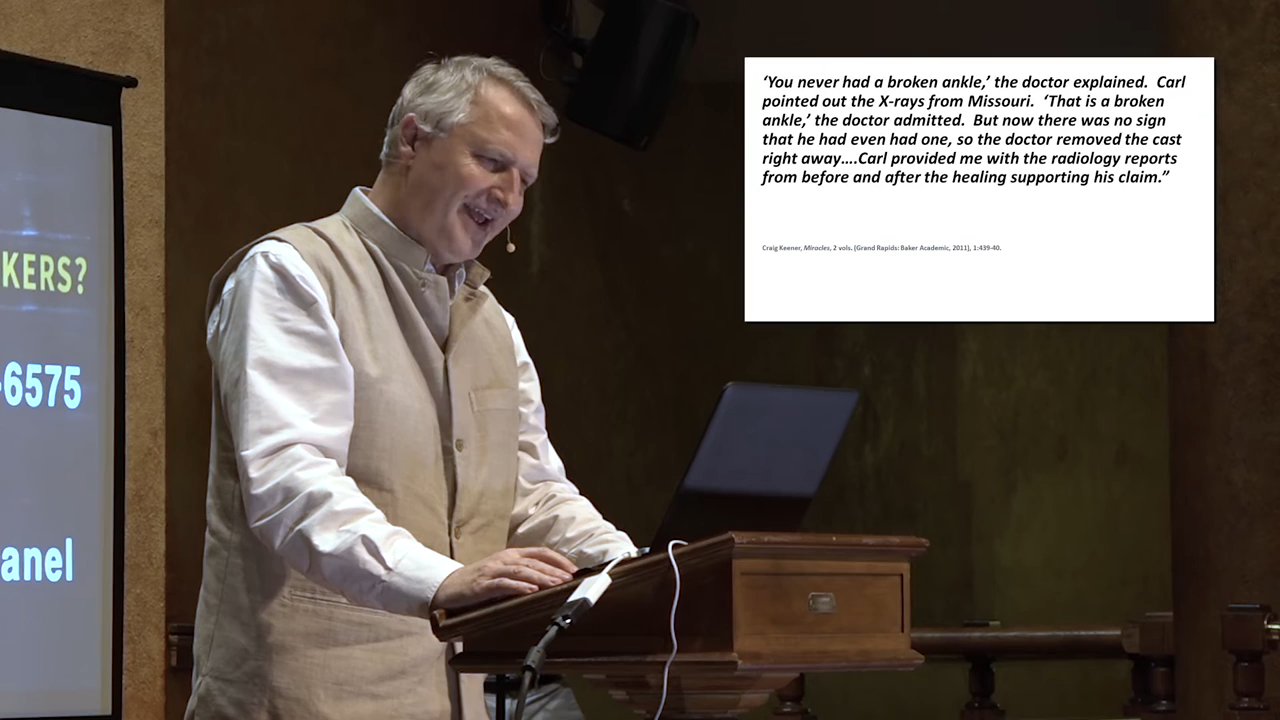 KERS?
-6575
anel
‘You never had a broken ankle,’ the doctor explained.  Carl
pointed out the X-rays from Missouri.  ‘That is a broken
ankle,’ the doctor admitted.  But now there was no sign
that he had even had one, so the doctor removed the cast
right away….Carl provided me with the radiology reports
from before and after the healing supporting his claim.”
Craig Keener, Miracles, 2 vols. (Grand Rapids: Baker Academic, 2011), 1:439-40.